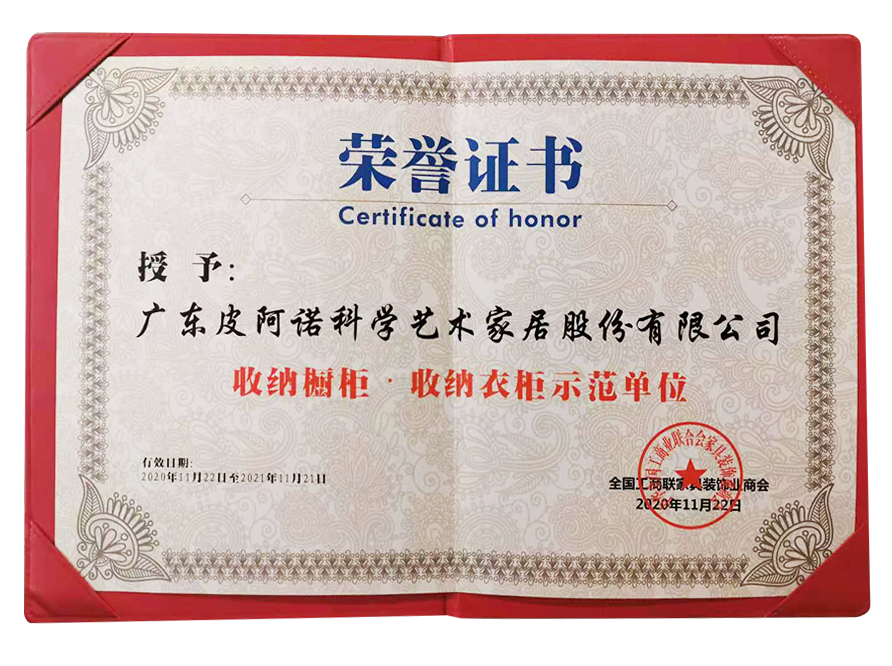 荣誉证书
Certificate of honor
授 予:
广东皮阿诺科学艺术家居股份有限公司
收纳橱柜·收纳衣柜示范单位
有效日期:
2020年11月22日至2021年11月21日
全国工商联家具装饰业商会
2020年11月22日